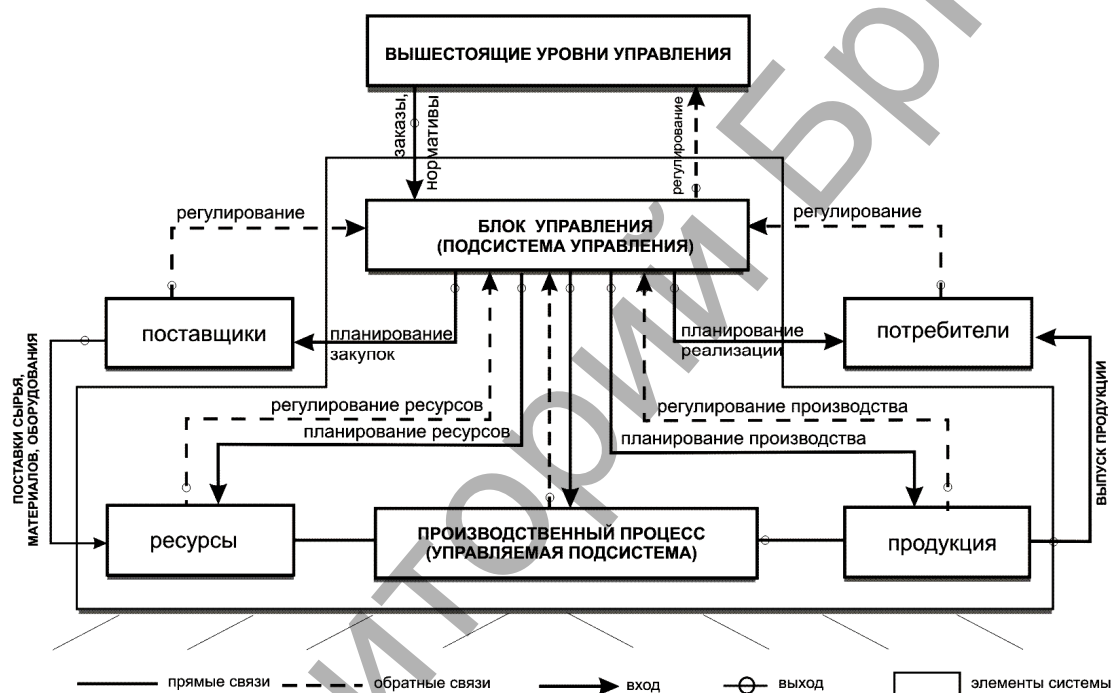 ВЫШЕСТОЯЩИЕ УРОВНИ УПРАВЛЕНИЯ
заказы,
нормативы
регулирование
регулирование
БЛОК УПРАВЛЕНИЯ
(ПОДСИСТЕМА УПРАВЛЕНИЯ)
регулирование
поставщики
планирование
закупок
планирование
реализации
потребители
ПОСТАВКИ СЫРЬЯ,
МАТЕРИАЛОВ, ОБОРУДОВАНИЯ
регулирование ресурсов
планирование ресурсов
регулирование производства
планирование производства
ВЫПУСК ПРОДУКЦИИ
ресурсы
ПРОИЗВОДСТВЕННЫЙ ПРОЦЕСС
(УПРАВЛЯЕМАЯ ПОДСИСТЕМА)
продукция
прямые связи
обратные связи
вход
выход
элементы системы